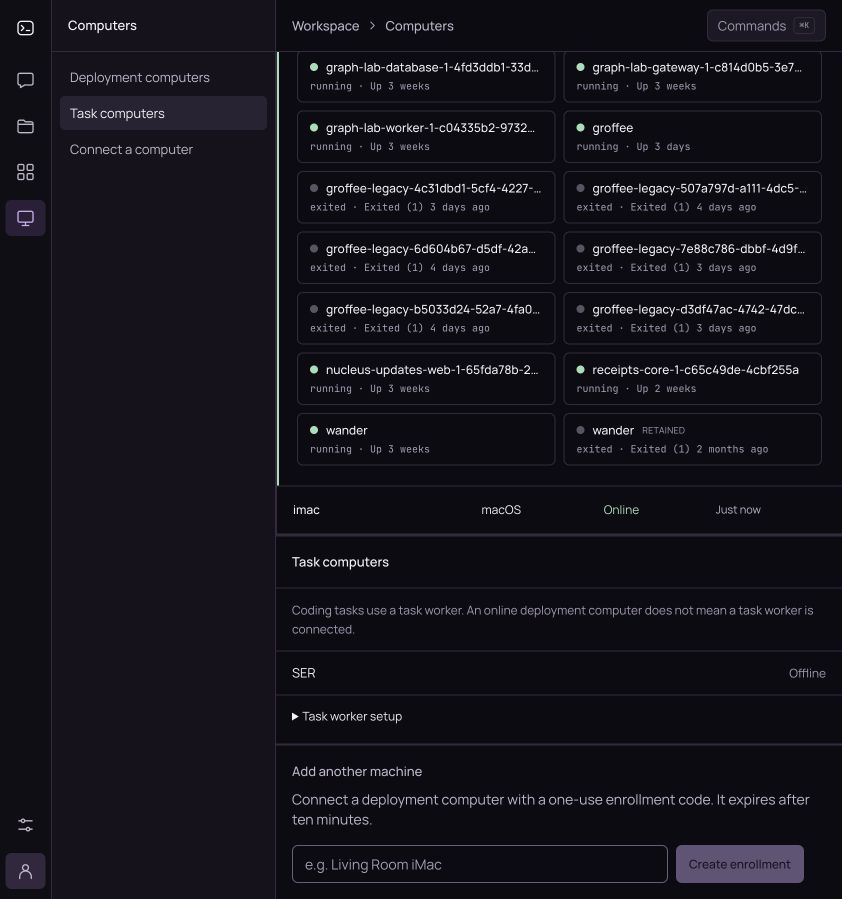 Computers
Workspace > Computers
Commands ⌘K
Deployment computers
Task computers
Connect a computer
graph-lab-database-1-4fd3ddb1-33d…
running · Up 3 weeks
graph-lab-gateway-1-c814d0b5-3e7…
running · Up 3 weeks
graph-lab-worker-1-c04335b2-9732…
running · Up 3 weeks
groffee
running · Up 3 days
groffee-legacy-4c31dbd1-5cf4-4227-…
exited · Exited (1) 3 days ago
groffee-legacy-507a797d-a111-4dc5-…
exited · Exited (1) 4 days ago
groffee-legacy-6d604b67-d5df-42a…
exited · Exited (1) 4 days ago
groffee-legacy-7e88c786-dbbf-4d9f…
exited · Exited (1) 3 days ago
groffee-legacy-b5033d24-52a7-4fa0…
exited · Exited (1) 4 days ago
groffee-legacy-d3df47ac-4742-47dc…
exited · Exited (1) 3 days ago
nucleus-updates-web-1-65fda78b-2…
running · Up 3 weeks
receipts-core-1-c65c49de-4cbf255a
running · Up 2 weeks
wander
running · Up 3 weeks
wander RETAINED
exited · Exited (1) 2 months ago
imac macOS Online Just now
Task computers
Coding tasks use a task worker. An online deployment computer does not mean a task worker is
connected.
SER Offline
Task worker setup
Add another machine
Connect a deployment computer with a one-use enrollment code. It expires after
ten minutes.
e.g. Living Room iMac
Create enrollment